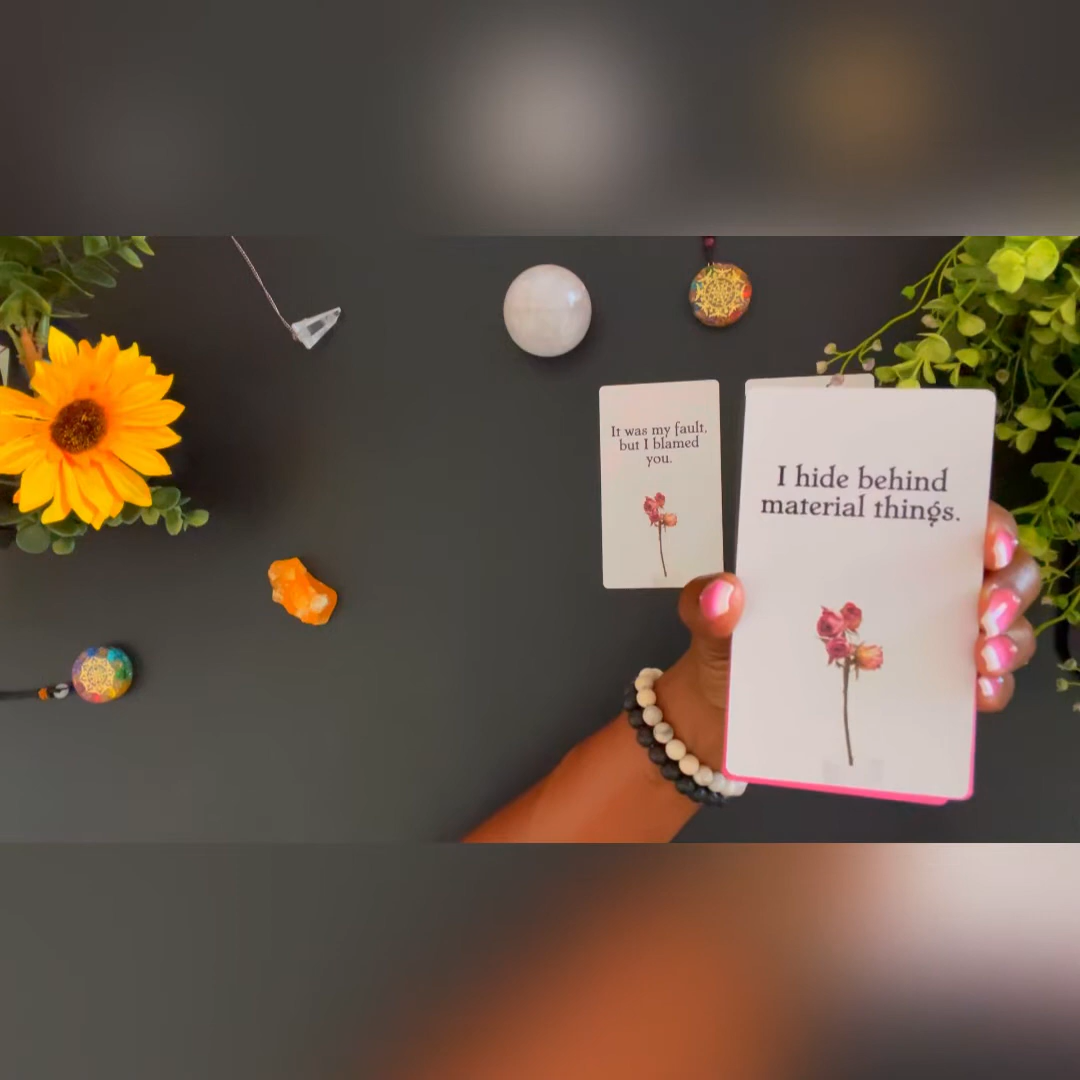 It was my fault,
but I blamed
you.
I hide behind
material things.